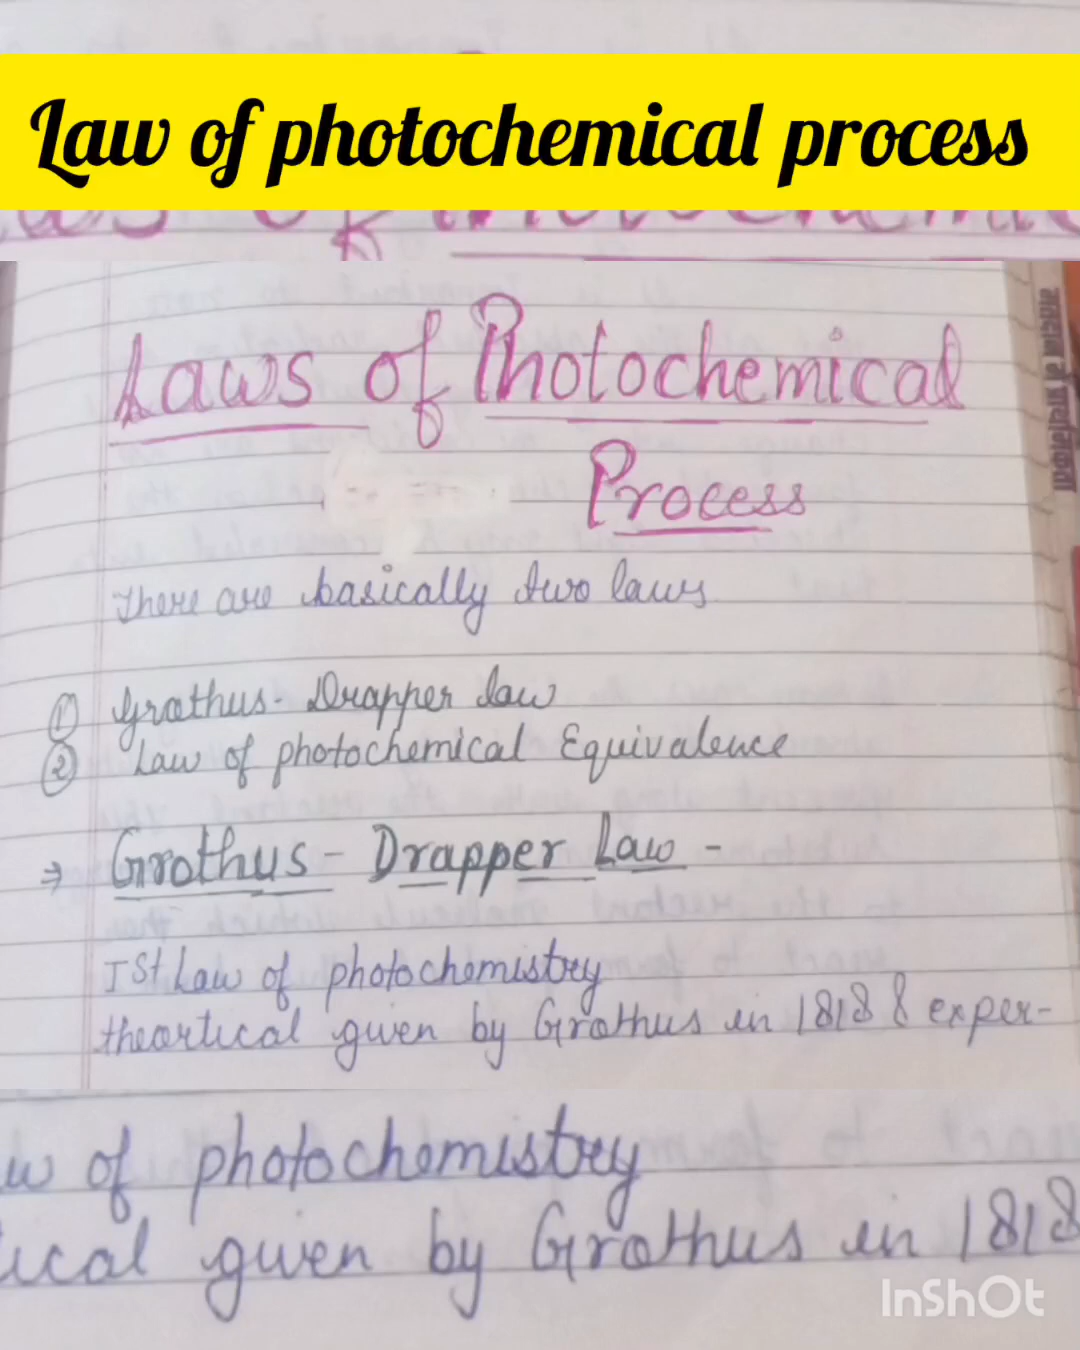 Law of photochemical process
Laws of Photochemical
Process
There are basically two laws
① Grathus- Drapper law
② Law of photochemical Equivalence
⇒ Grothus - Drapper Law -
Ist Law of photochemistry
theortical given by Grothus in 1818 & exper-
of photochemistry
given by Grothus in 1818
InShOt